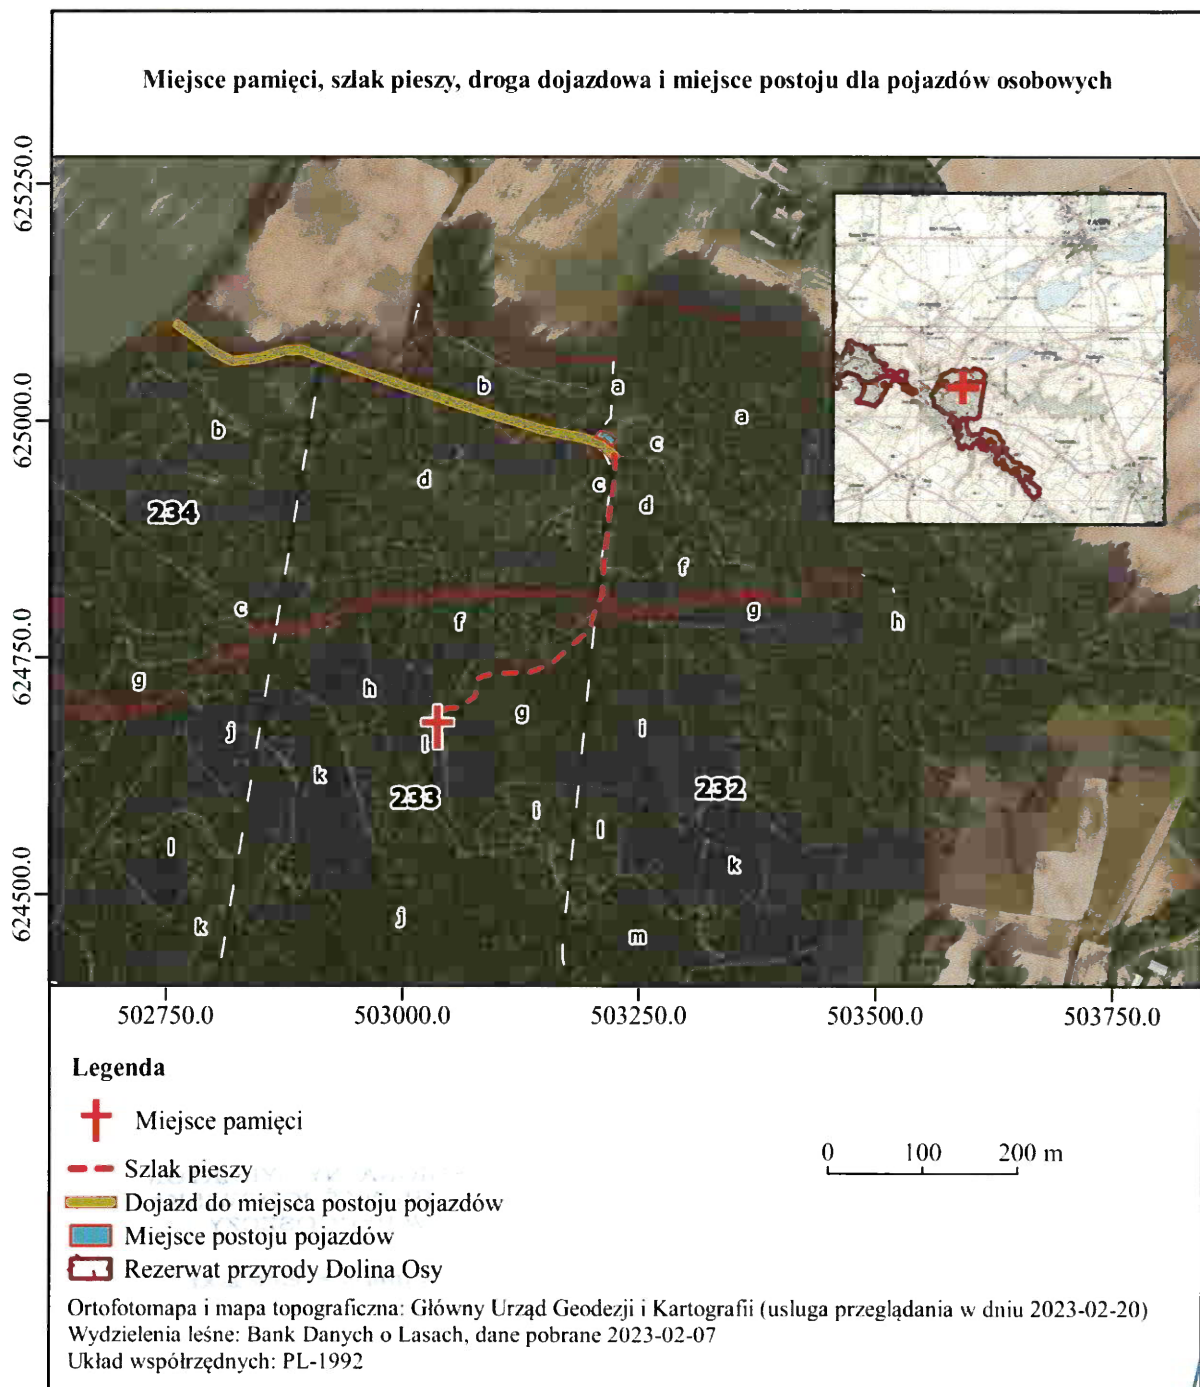 Miejsce pamięci, szlak pieszy, droga dojazdowa i miejsce postoju dla pojazdów osobowych
625250.0
625000.0
624750.0
624500.0
b
a
a
b
c
d
c
d
234
f
c
g
f
h
g
h
g
j
l
i
k
233
232
i
l
l
k
k
j
m
502750.0
503000.0
503250.0
503500.0
503750.0
Legenda
Miejsce pamięci
Szlak pieszy
Dojazd do miejsca postoju pojazdów
Miejsce postoju pojazdów
Rezerwat przyrody Dolina Osy
0 100 200 m
Ortofotomapa i mapa topograficzna: Główny Urząd Geodezji i Kartografii (usługa przeglądania w dniu 2023-02-20)
Wydzielenia leśne: Bank Danych o Lasach, dane pobrane 2023-02-07
Układ współrzędnych: PL-1992